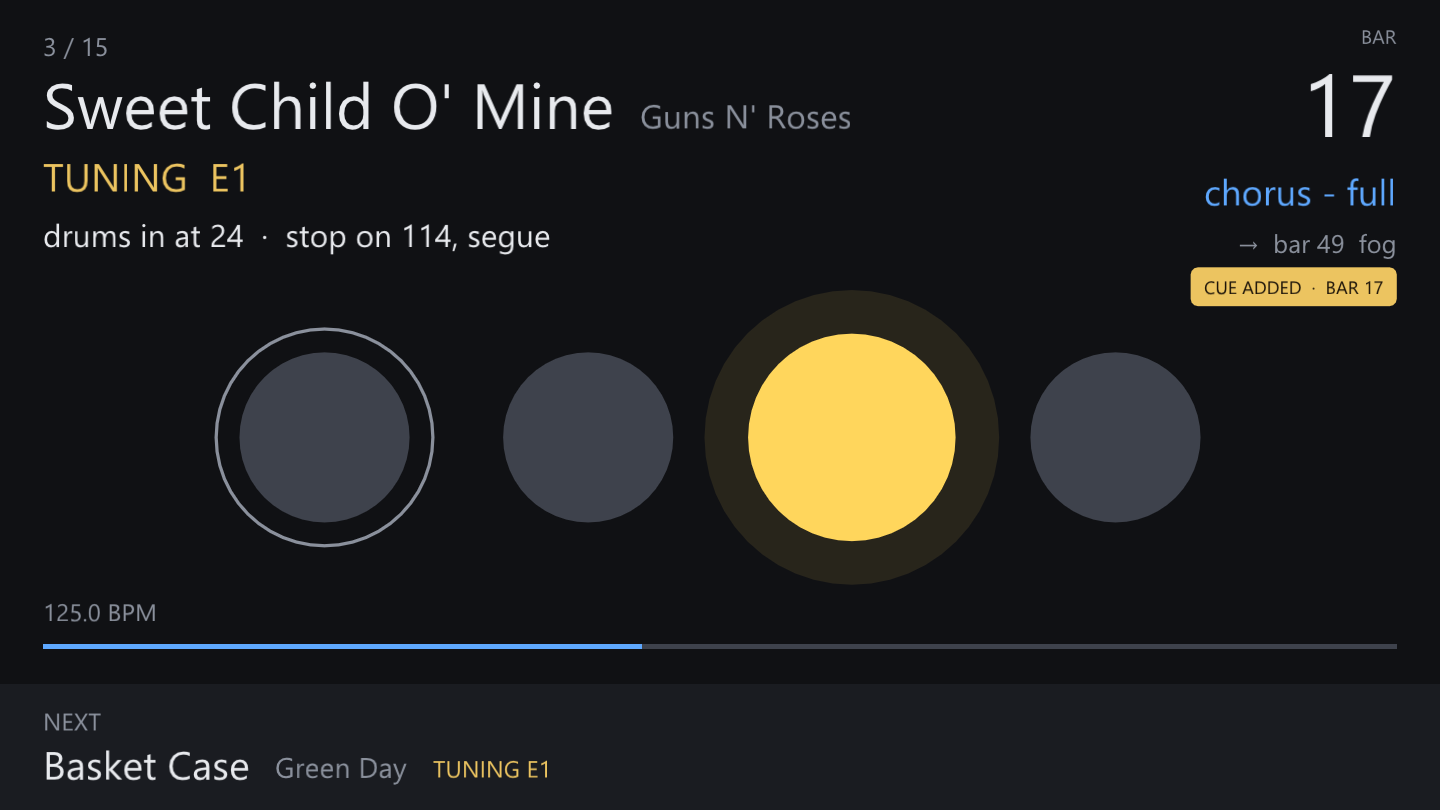 3 / 15
BAR
Sweet Child O' Mine Guns N' Roses
17
TUNING E1
chorus - full
drums in at 24 · stop on 114, segue
→ bar 49 fog
CUE ADDED · BAR 17
125.0 BPM
NEXT
Basket Case Green Day TUNING E1